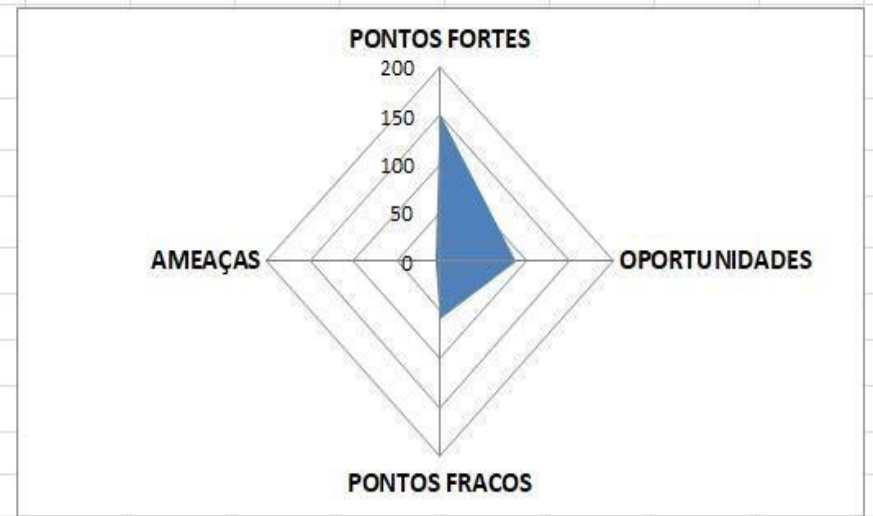 PONTOS FORTES
200
150
100
50
0
AMEAÇAS
OPORTUNIDADES
PONTOS FRACOS